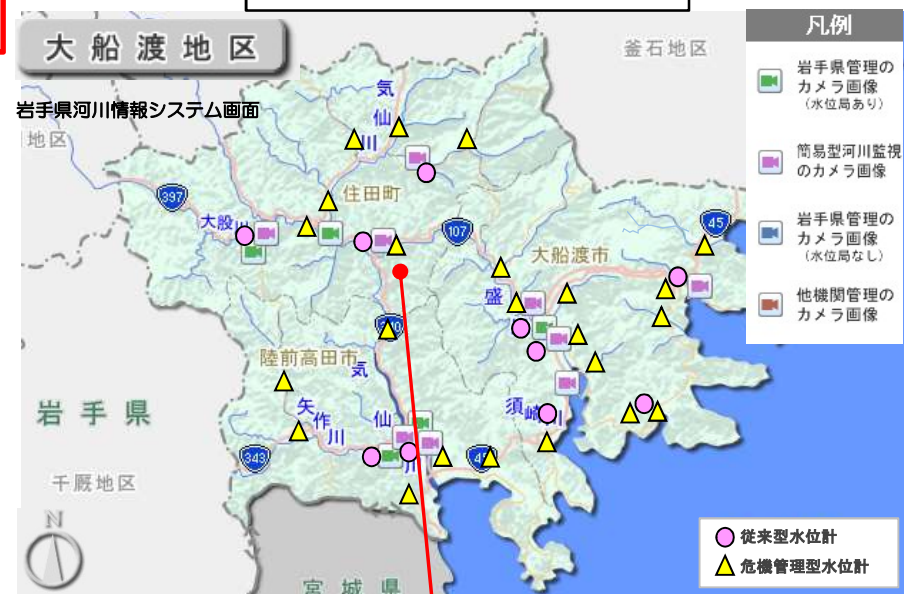 大船渡地区
岩手県河川情報システム画面
地区
釜石地区
凡例
岩手県管理の
カメラ画像
(水位局あり)
簡易型河川監視
のカメラ画像
岩手県管理の
カメラ画像
(水位局なし)
他機関管理の
カメラ画像
気仙川
住田町
397
大股
107
大船渡市
45
盛
陸前高田市
気仙川
矢作川
須崎川
岩手県
343
45
千厩地区
N
宮城県
従来型水位計
危機管理型水位計